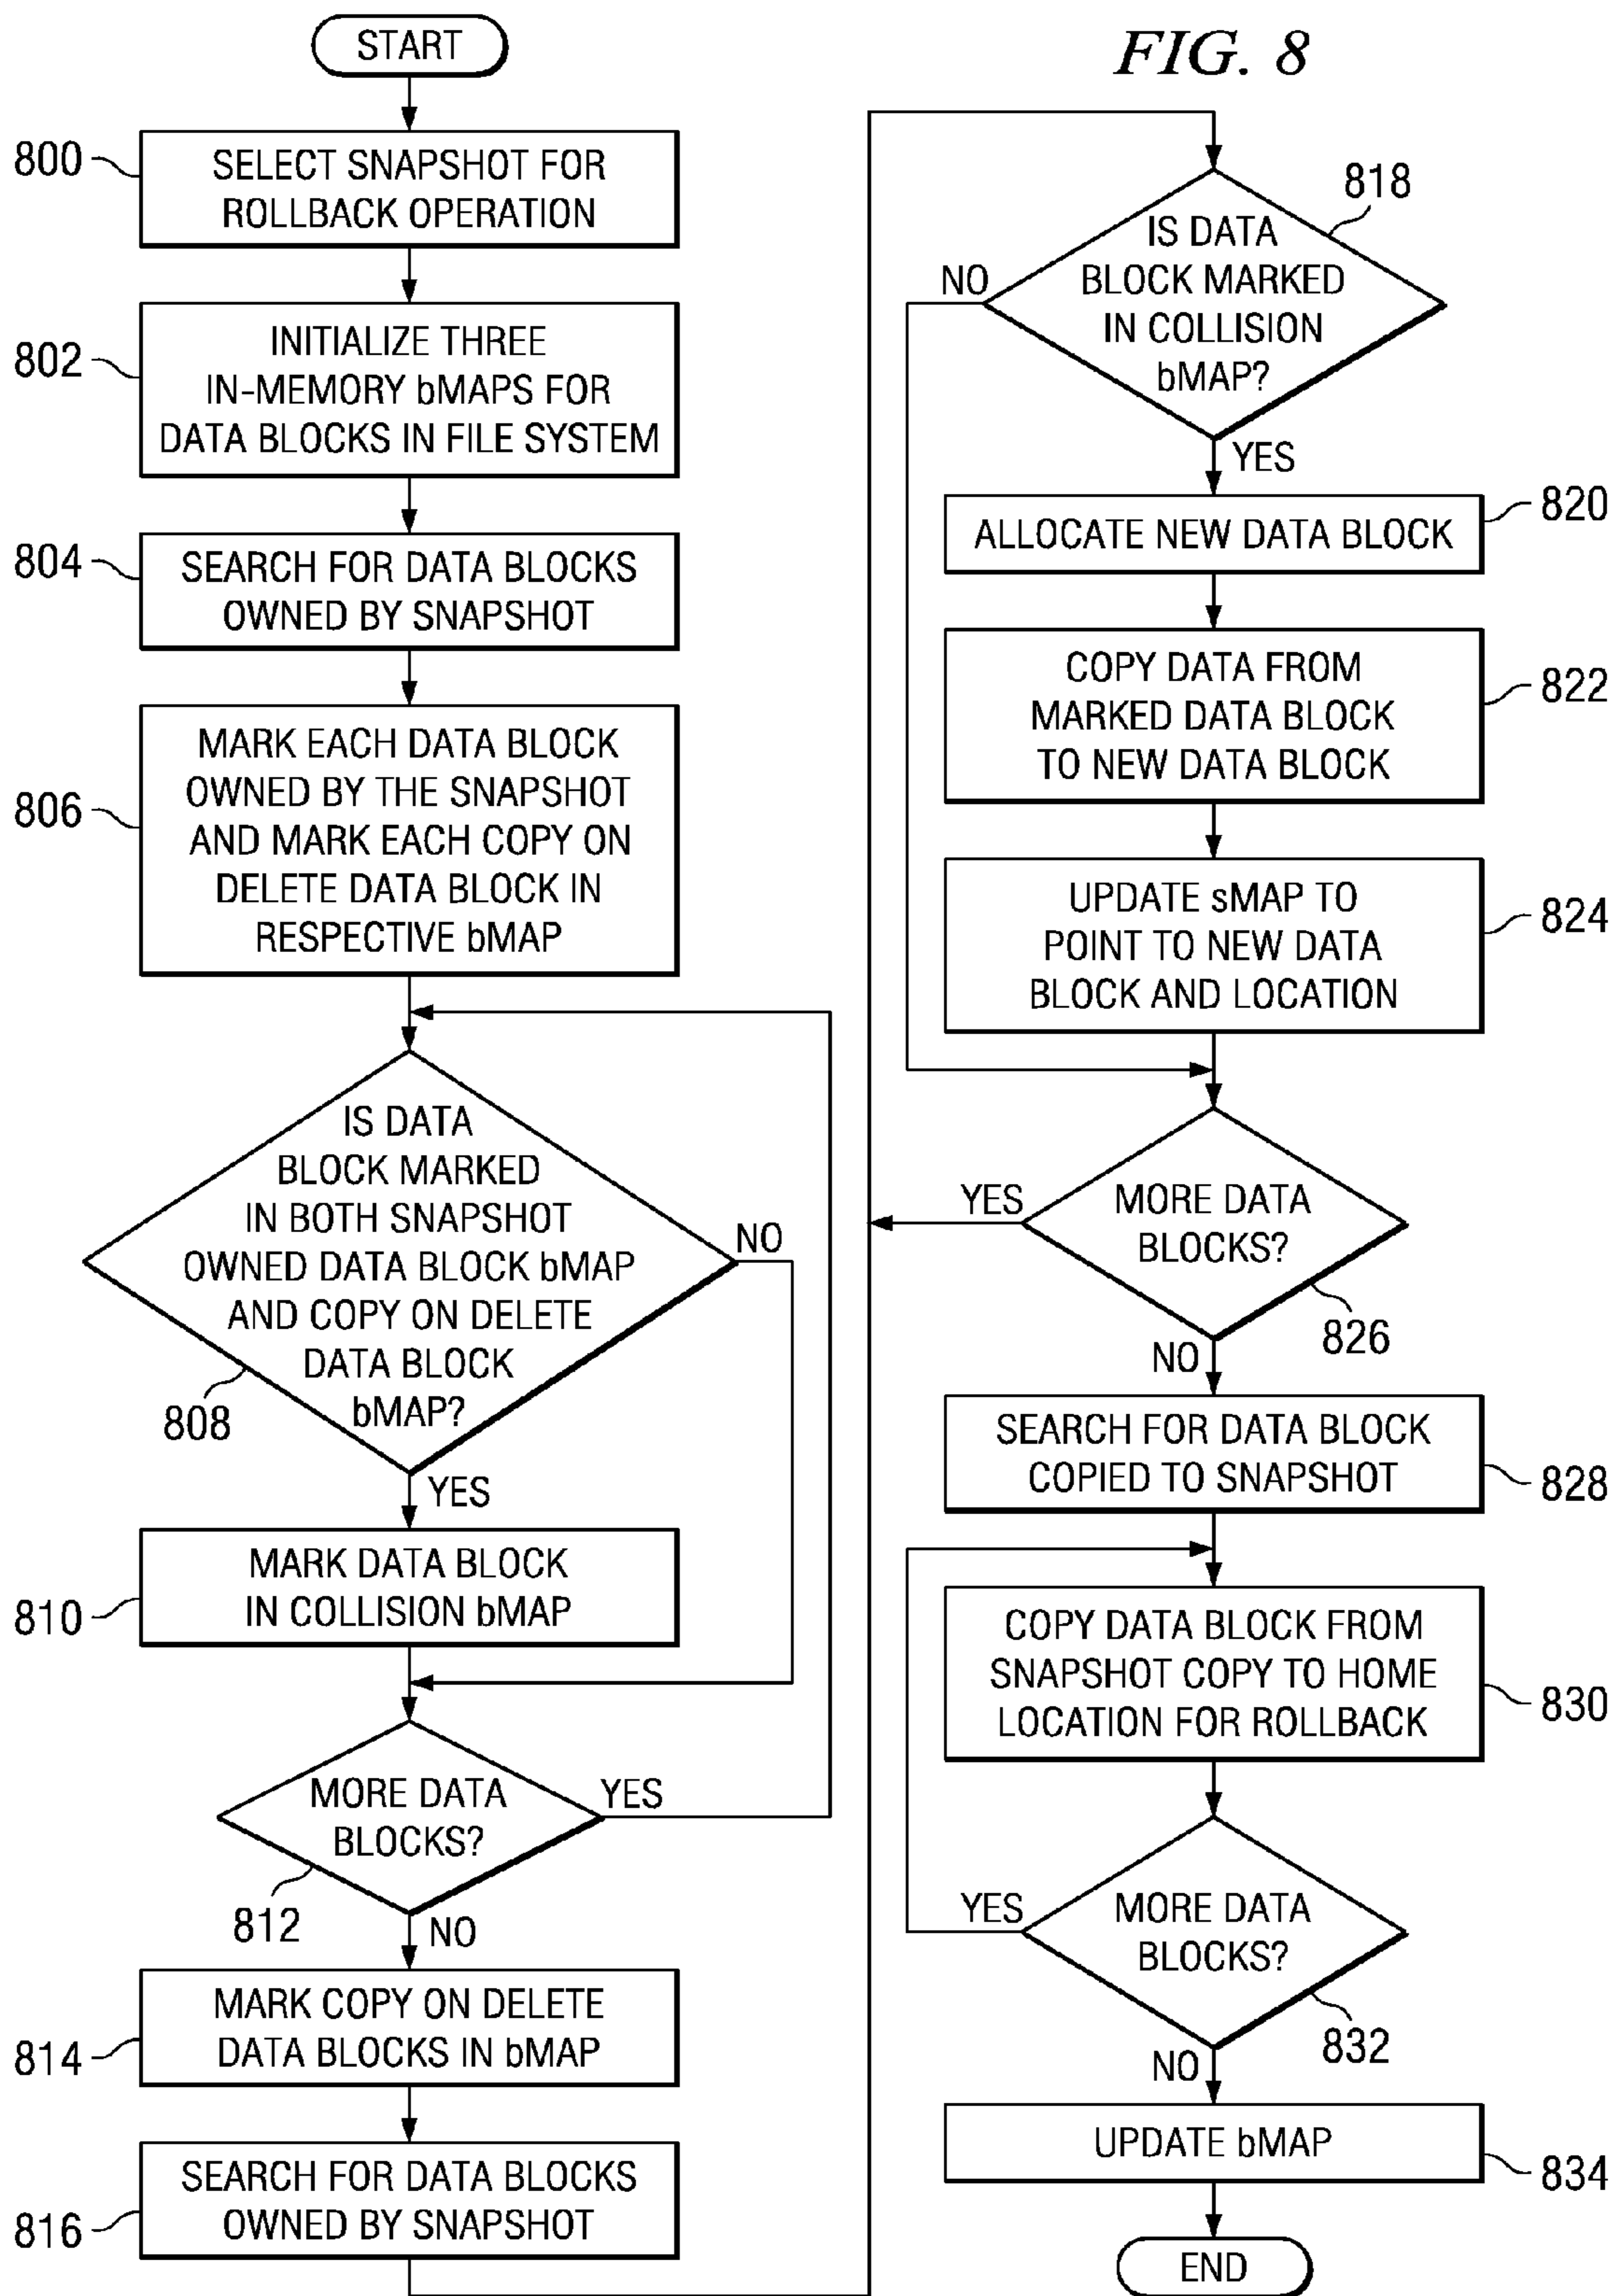 FIG. 8
START
800
SELECT SNAPSHOT FOR
ROLLBACK OPERATION
802
INITIALIZE THREE
IN-MEMORY bMAPS FOR
DATA BLOCKS IN FILE SYSTEM
804
SEARCH FOR DATA BLOCKS
OWNED BY SNAPSHOT
806
MARK EACH DATA BLOCK
OWNED BY THE SNAPSHOT
AND MARK EACH COPY ON
DELETE DATA BLOCK IN
RESPECTIVE bMAP
IS DATA
BLOCK MARKED
IN BOTH SNAPSHOT
OWNED DATA BLOCK bMAP
AND COPY ON DELETE
DATA BLOCK
bMAP?
NO
808
YES
810
MARK DATA BLOCK
IN COLLISION bMAP
MORE DATA
BLOCKS?
YES
812
NO
814
MARK COPY ON DELETE
DATA BLOCKS IN bMAP
816
SEARCH FOR DATA BLOCKS
OWNED BY SNAPSHOT
818
IS DATA
BLOCK MARKED
IN COLLISION
bMAP?
NO
YES
ALLOCATE NEW DATA BLOCK
820
COPY DATA FROM
MARKED DATA BLOCK
TO NEW DATA BLOCK
822
UPDATE sMAP TO
POINT TO NEW DATA
BLOCK AND LOCATION
824
YES
MORE DATA
BLOCKS?
826
NO
SEARCH FOR DATA BLOCK
COPIED TO SNAPSHOT
828
COPY DATA BLOCK FROM
SNAPSHOT COPY TO HOME
LOCATION FOR ROLLBACK
830
YES
MORE DATA
BLOCKS?
832
NO
UPDATE bMAP
834
END